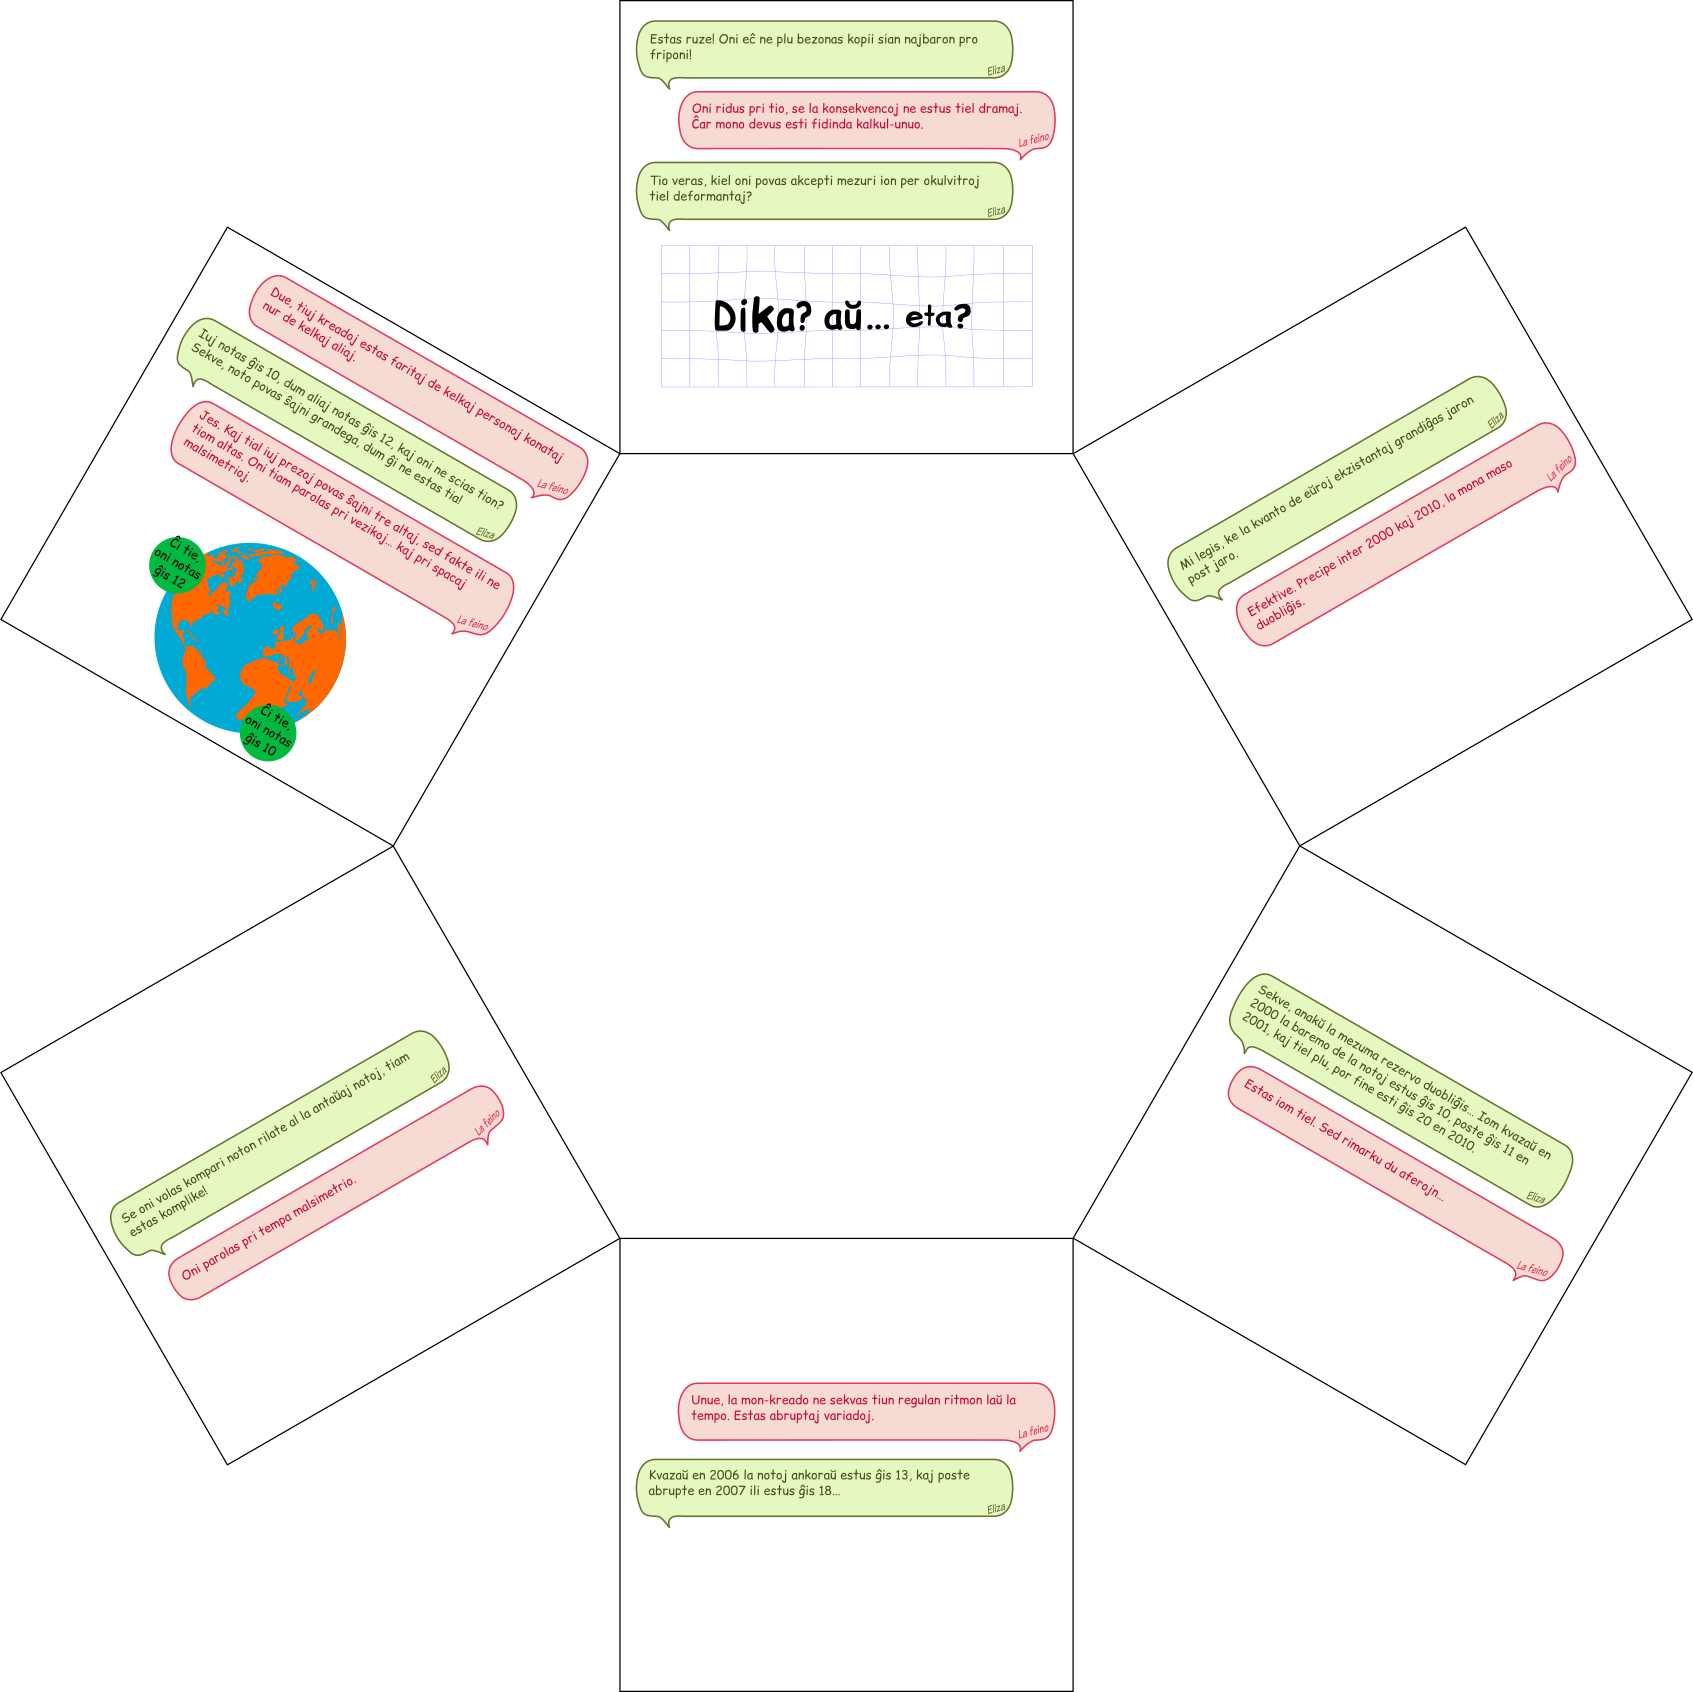 Estas ruze! Oni eĉ ne plu bezonas kopii sian najbaron pro
friponi!
Eliza
Oni ridus pri tio, se la konsekvencoj ne estus tiel dramaj.
Ĉar mono devus esti fidinda kalkul-unuo.
La feino
Tio veras, kiel oni povas akcepti mezuri ion per okulvitroj
tiel deformantaj?
Eliza
Dika? aŭ... eta?
Mi legis, ke la kvanto de eŭroj ekzistantaj grandiĝas jaron
post jaro.
Eliza
Efektive. Precipe inter 2000 kaj 2010, la mona maso
duobliĝis.
La feino
Sekve, anakŭ la mezuma rezervo duobliĝis... Iom kvazaŭ en
2000 la baremo de la notoj estus ĝis 10, poste ĝis 11 en
2001, kaj tiel plu, por fine esti ĝis 20 en 2010.
Eliza
Estas iom tiel. Sed rimarku du aferojn...
La feino
Unue, la mon-kreado ne sekvas tiun regulan ritmon laŭ la
tempo. Estas abruptaj variadoj.
La feino
Kvazaŭ en 2006 la notoj ankoraŭ estus ĝis 13, kaj poste
abrupte en 2007 ili estus ĝis 18...
Eliza
Se oni volas kompari noton rilate al la antaŭaj notoj, tiam
estas komplike!
Eliza
Oni parolas pri tempa malsimetrio.
La feino
Due, tiuj kreadoj estas faritaj de kelkaj personoj konataj
nur de kelkaj aliaj.
La feino
Iuj notas ĝis 10, dum aliaj notas ĝis 12, kaj oni ne scias tion?
Sekve, noto povas ŝajni grandega, dum ĝi ne estas tia!
Eliza
Jes. Kaj tial iuj prezoj povas ŝajni tre altaj, sed fakte ili ne
tiom altas. Oni tiam parolas pri vezikoj... kaj pri spacaj
malsimetrioj.
La feino
Ĉi tie,
oni notas
ĝis 12
Ĉi tie,
oni notas
ĝis 10